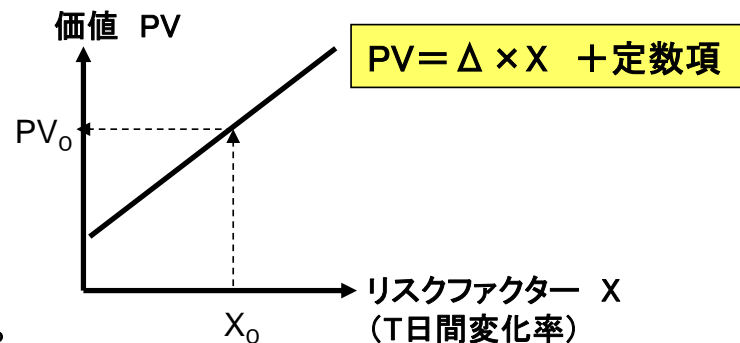 価値 PV
PV＝Δ×X ＋定数項
PV₀
リスクファクター X
X₀
（T日間変化率）
。